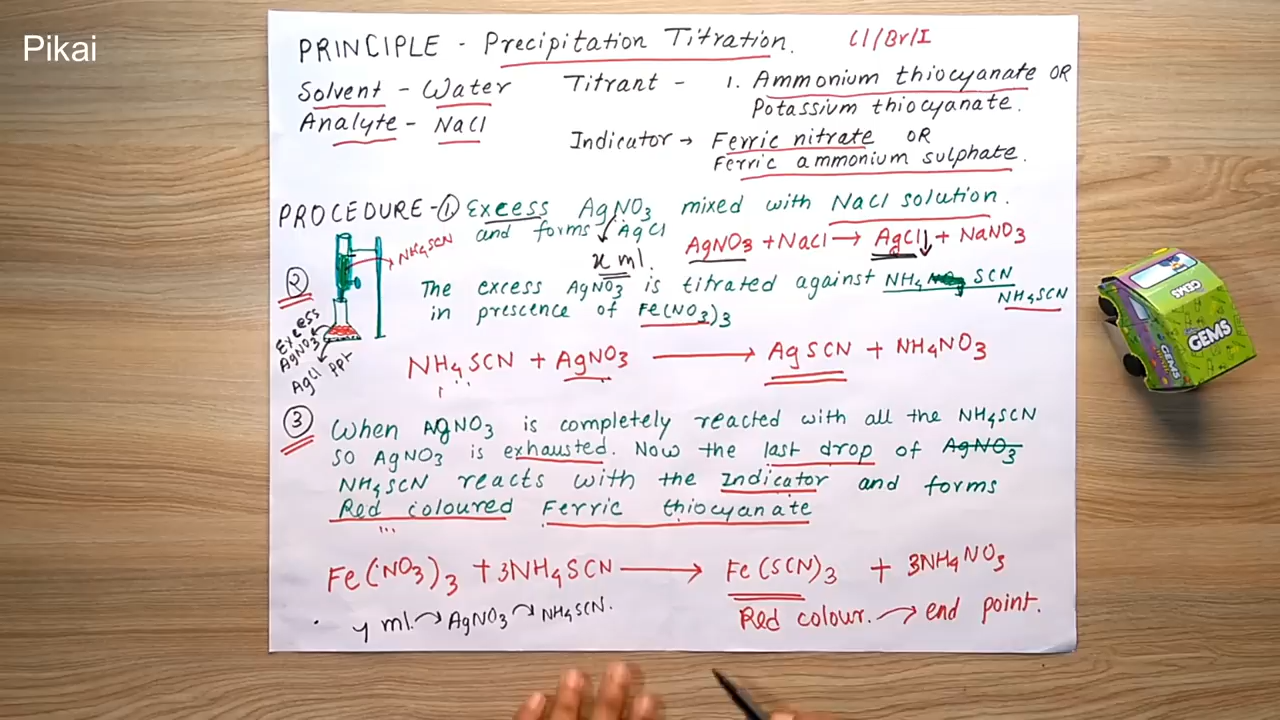 Pikai
PRINCIPLE - Precipitation Titration. Cl/Br/I
Solvent - Water
Analyte - NaCl
Titrant - 1. Ammonium thiocyanate OR
Potassium thiocyanate.
Indicator → Ferric nitrate OR
Ferric ammonium sulphate.
PROCEDURE - ① Excess AgNO3 mixed with NaCl solution.
and forms AgCl
x ml.
AgNO3 + NaCl → AgCl↓ + NaNO3
NH4SCN
②
The excess AgNO3 is titrated against NH4 SCN
NH4SCN
in prescence of Fe(NO3)3
Excess
AgNO3
AgCl PPt
NH4SCN + AgNO3 → AgSCN + NH4NO3
③ When AgNO3 is completely reacted with all the NH4SCN
so AgNO3 is exhausted. Now the last drop of AgNO3
NH4SCN reacts with the Indicator and forms
Red coloured Ferric thiocyanate
Fe(NO3)3 + 3NH4SCN → Fe(SCN)3 + 3NH4NO3
y ml. → AgNO3 → NH4SCN.
Red colour. → end point.
GEMS
GEMS
GEMS